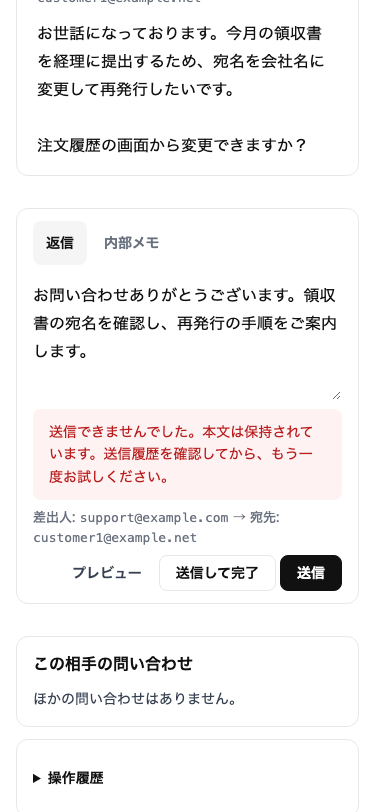 customer1@example.net
お世話になっております。今月の領収書
を経理に提出するため、宛名を会社名に
変更して再発行したいです。
注文履歴の画面から変更できますか？
返信 内部メモ
お問い合わせありがとうございます。領収
書の宛名を確認し、再発行の手順をご案内
します。
送信できませんでした。本文は保持されて
います。送信履歴を確認してから、もう一
度お試しください。
差出人: support@example.com → 宛先:
customer1@example.net
プレビュー 送信して完了 送信
この相手の問い合わせ
ほかの問い合わせはありません。
▶ 操作履歴